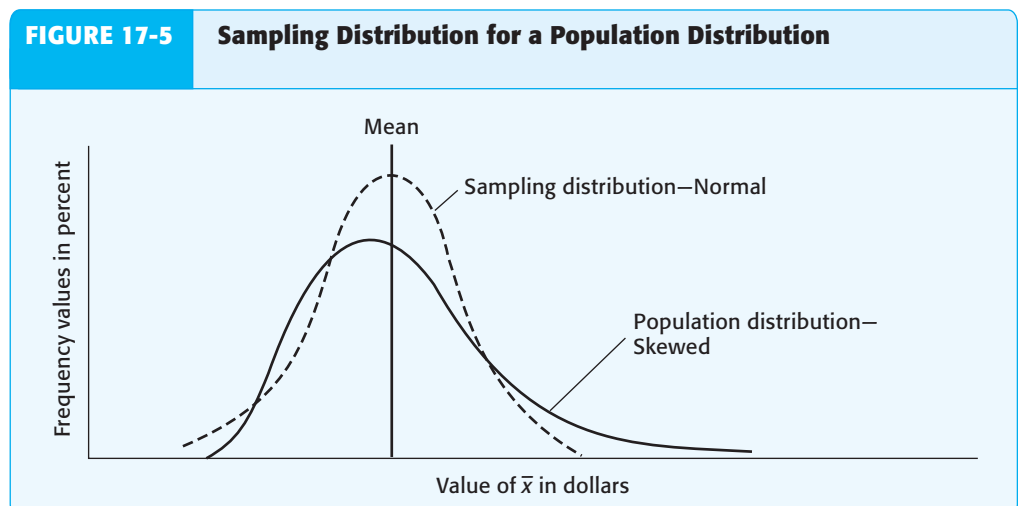 FIGURE 17-5
Sampling Distribution for a Population Distribution
Mean
Sampling distribution—Normal
Population distribution—
Skewed
Frequency values in percent
Value of x̅ in dollars